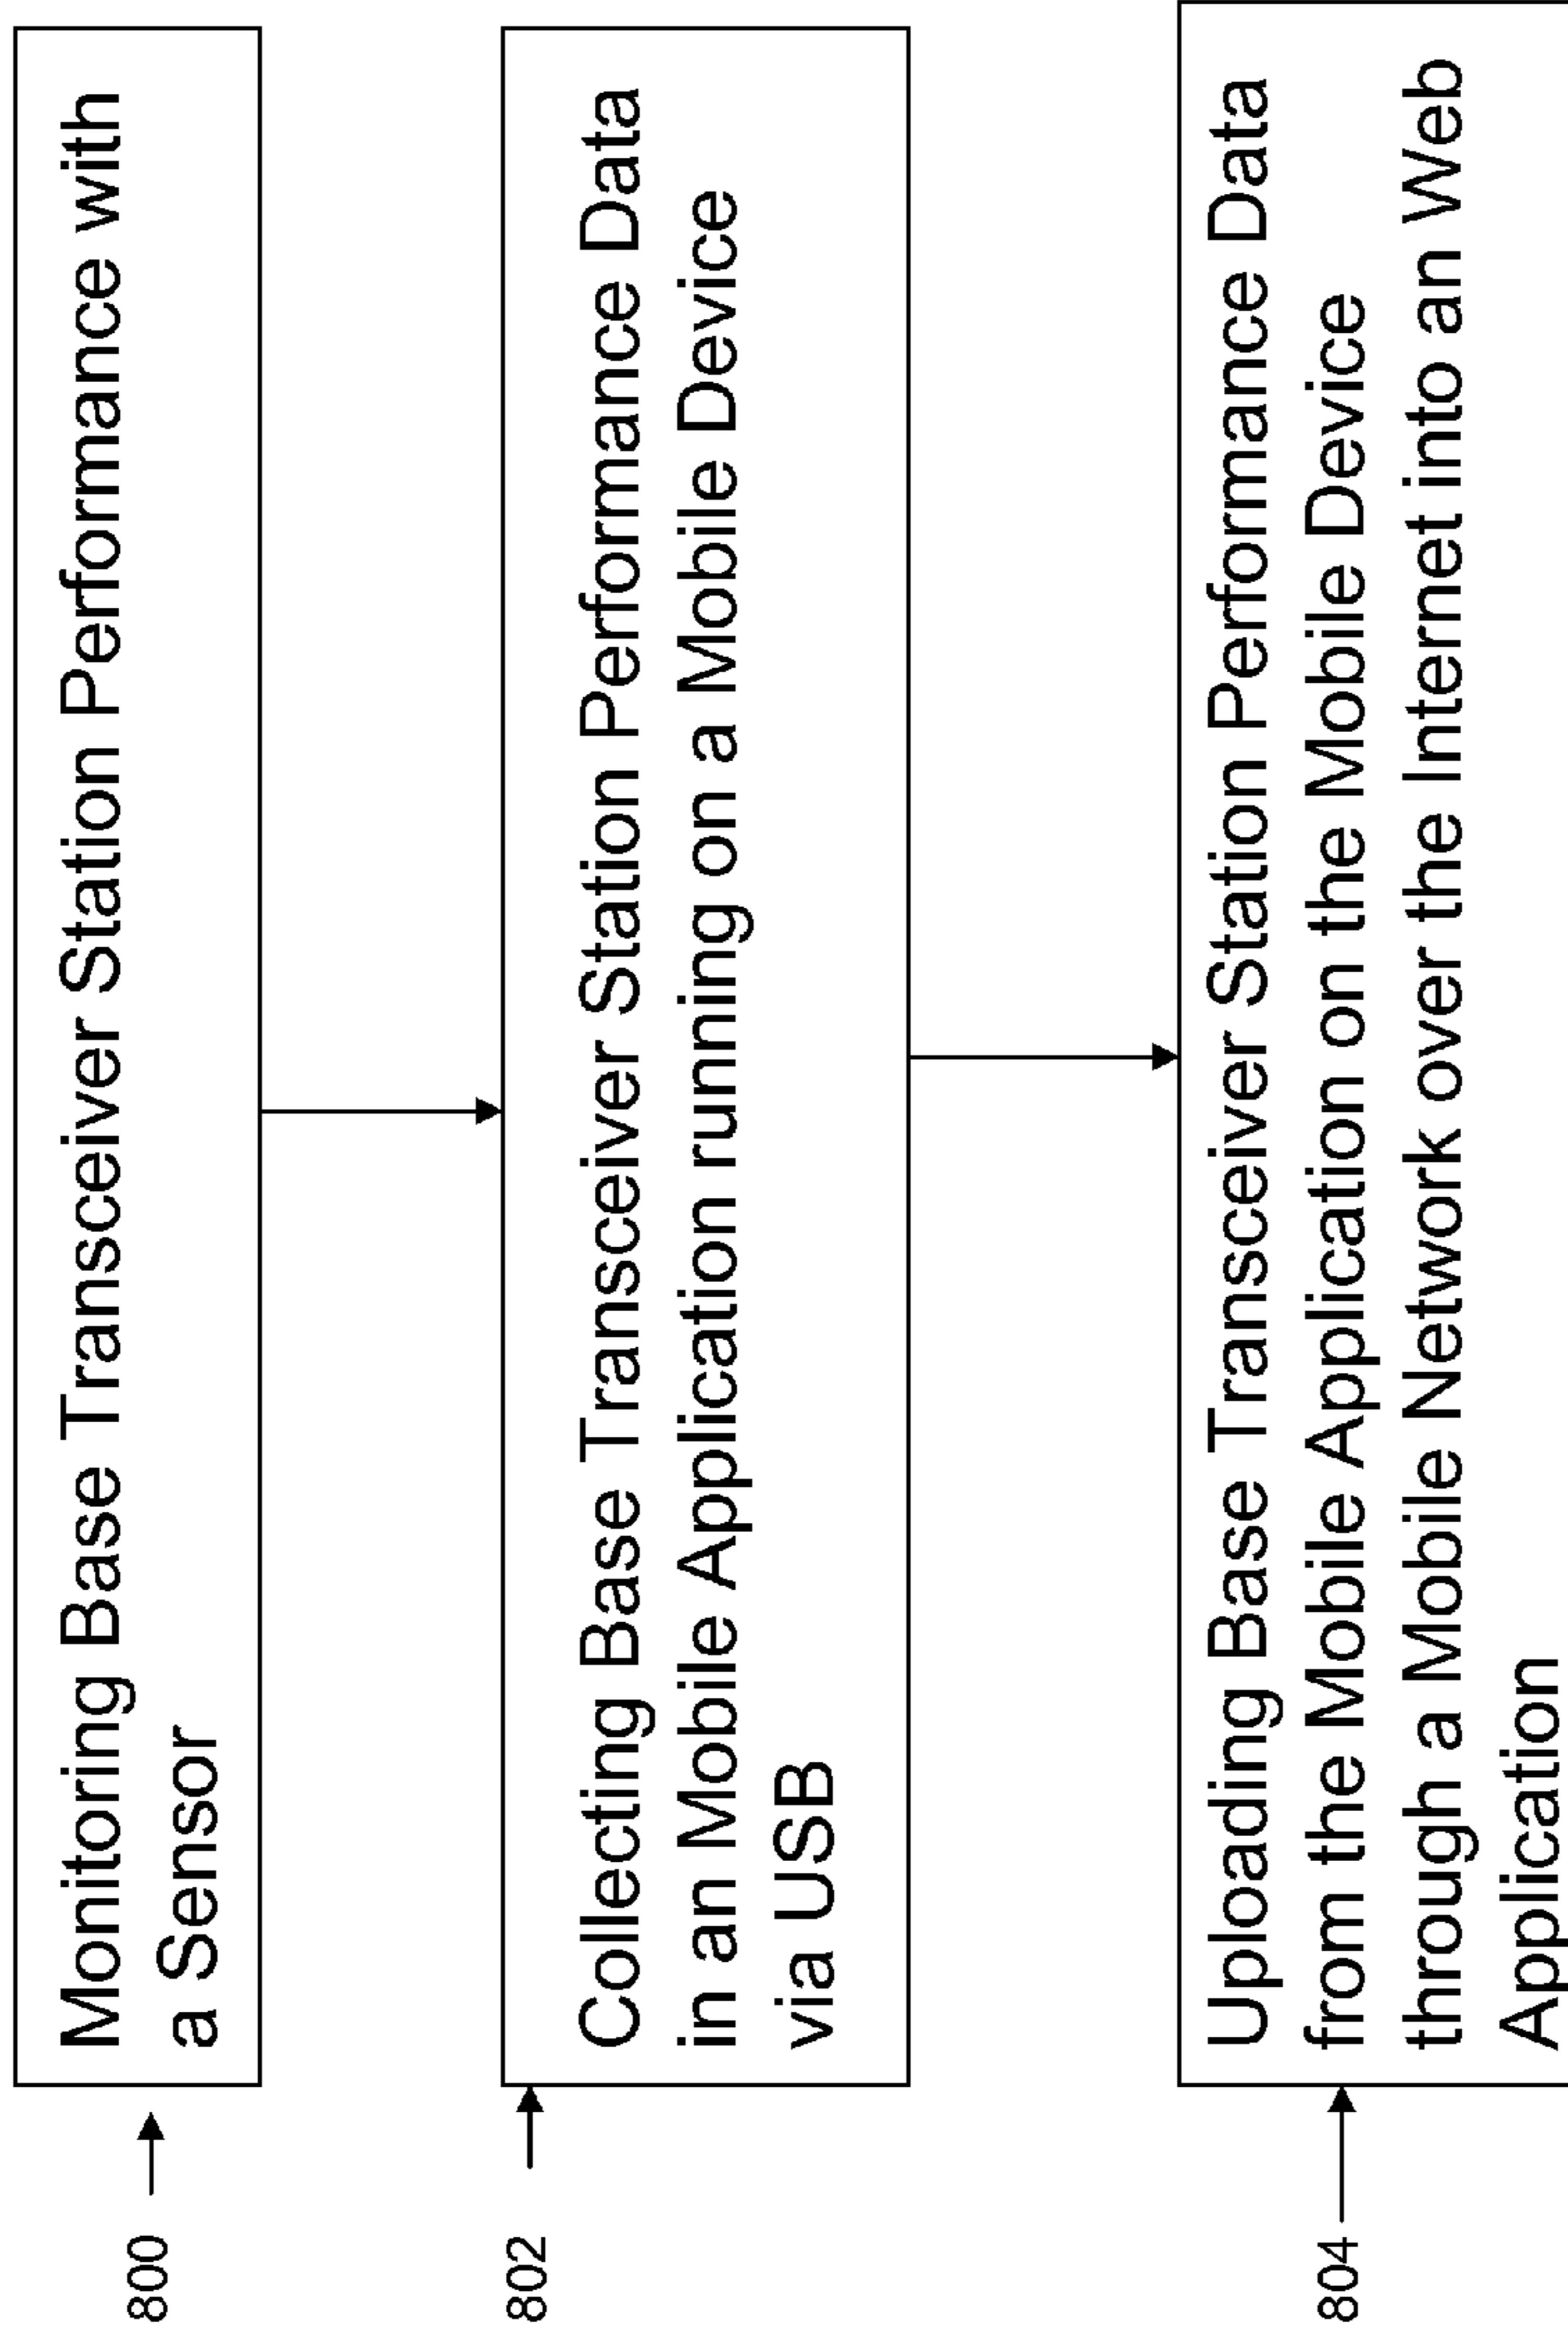 800
Monitoring Base Transceiver Station Performance with
a Sensor
802
Collecting Base Transceiver Station Performance Data
in an Mobile Application running on a Mobile Device
via USB
804
Uploading Base Transceiver Station Performance Data
from the Mobile Application on the Mobile Device
through a Mobile Network over the Internet into an Web
Application